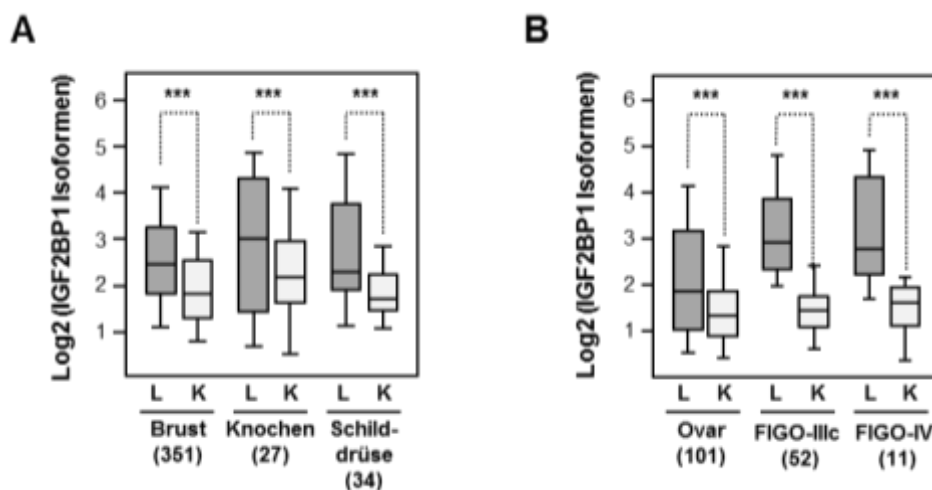 A
Log2 (IGF2BP1 Isoformen)
6
5
4
3
2
1
*** *** ***
L K L K L K
Brust Knochen Schild-
(351) (27) drüse
(34)
B
Log2 (IGF2BP1 Isoformen)
6
5
4
3
2
1
*** *** ***
L K L K L K
Ovar FIGO-IIIc FIGO-IV
(101) (52) (11)